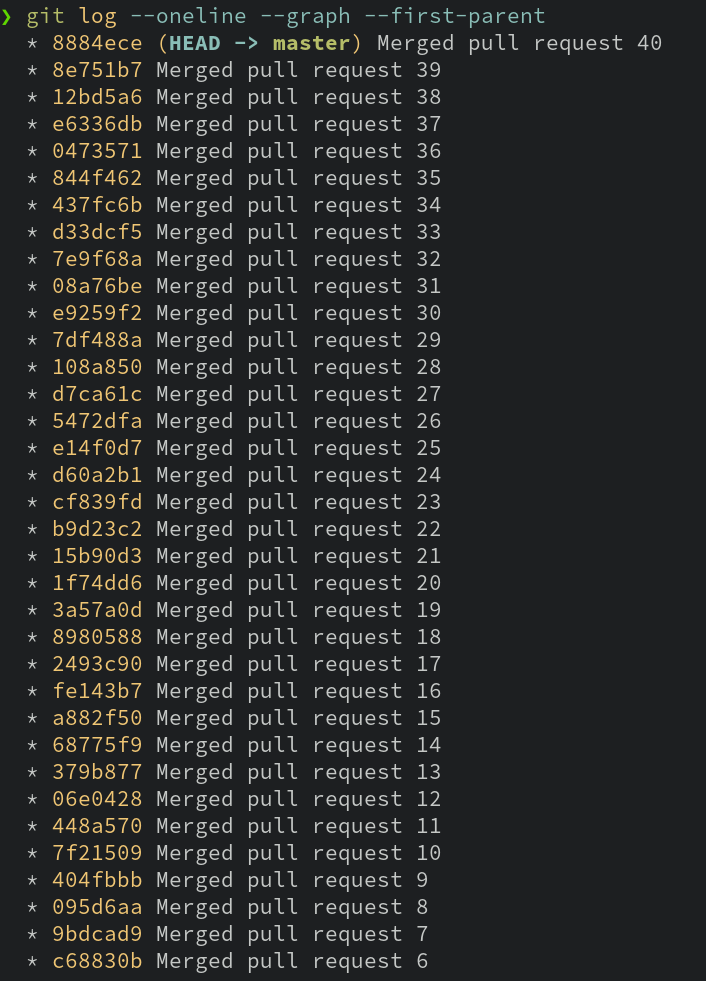 ❯ git log --oneline --graph --first-parent
* 8884ece (HEAD -> master) Merged pull request 40
* 8e751b7 Merged pull request 39
* 12bd5a6 Merged pull request 38
* e6336db Merged pull request 37
* 0473571 Merged pull request 36
* 844f462 Merged pull request 35
* 437fc6b Merged pull request 34
* d33dcf5 Merged pull request 33
* 7e9f68a Merged pull request 32
* 08a76be Merged pull request 31
* e9259f2 Merged pull request 30
* 7df488a Merged pull request 29
* 108a850 Merged pull request 28
* d7ca61c Merged pull request 27
* 5472dfa Merged pull request 26
* e14f0d7 Merged pull request 25
* d60a2b1 Merged pull request 24
* cf839fd Merged pull request 23
* b9d23c2 Merged pull request 22
* 15b90d3 Merged pull request 21
* 1f74dd6 Merged pull request 20
* 3a57a0d Merged pull request 19
* 8980588 Merged pull request 18
* 2493c90 Merged pull request 17
* fe143b7 Merged pull request 16
* a882f50 Merged pull request 15
* 68775f9 Merged pull request 14
* 379b877 Merged pull request 13
* 06e0428 Merged pull request 12
* 448a570 Merged pull request 11
* 7f21509 Merged pull request 10
* 404fbbb Merged pull request 9
* 095d6aa Merged pull request 8
* 9bdcad9 Merged pull request 7
* c68830b Merged pull request 6